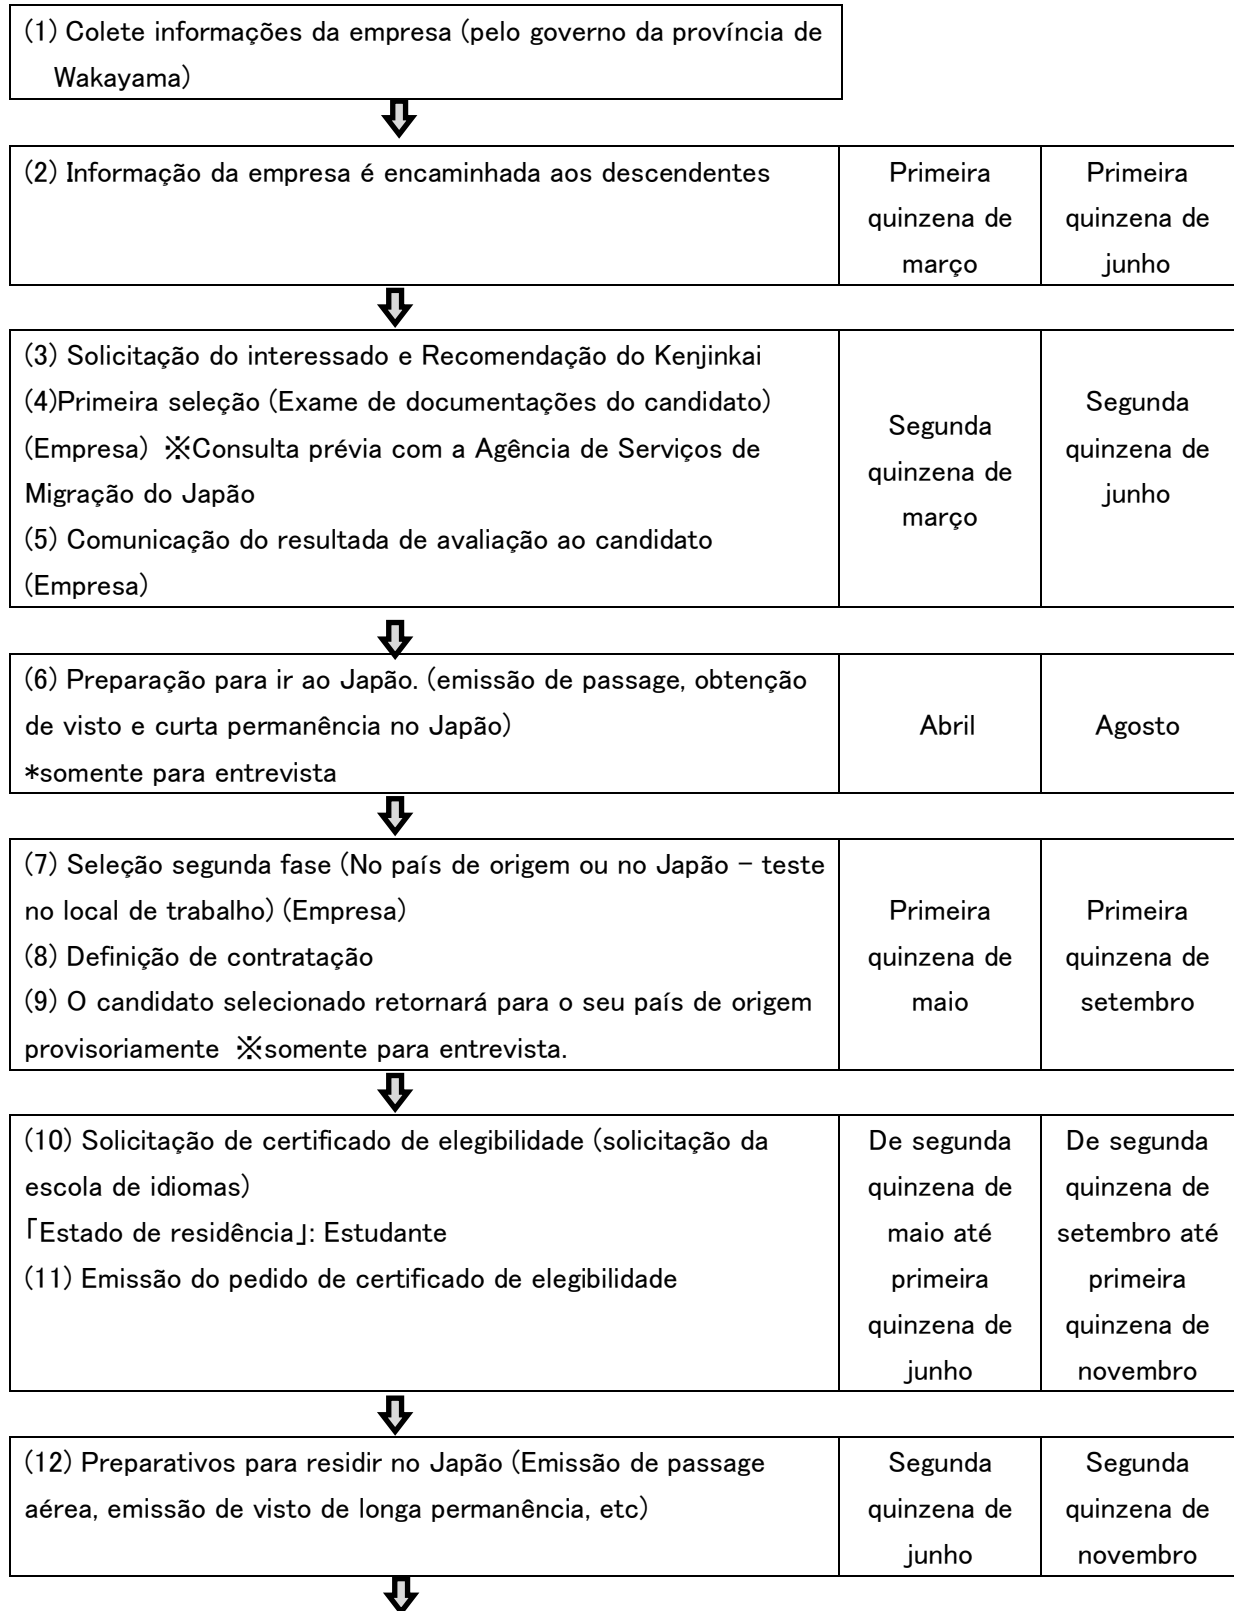 (1) Colete informações da empresa (pelo governo da província de
Wakayama)
(2) Informação da empresa é encaminhada aos descendentes
Primeira
quinzena de
março
Primeira
quinzena de
junho
(3) Solicitação do interessado e Recomendação do Kenjinkai
(4)Primeira seleção (Exame de documentações do candidato)
(Empresa) ※Consulta prévia com a Agência de Serviços de
Migração do Japão
(5) Comunicação do resultada de avaliação ao candidato
(Empresa)
Segunda
quinzena de
março
Segunda
quinzena de
junho
(6) Preparação para ir ao Japão. (emissão de passage, obtenção
de visto e curta permanência no Japão)
*somente para entrevista
Abril
Agosto
(7) Seleção segunda fase (No país de origem ou no Japão – teste
no local de trabalho) (Empresa)
(8) Definição de contratação
(9) O candidato selecionado retornará para o seu país de origem
provisoriamente ※somente para entrevista.
Primeira
quinzena de
maio
Primeira
quinzena de
setembro
(10) Solicitação de certificado de elegibilidade (solicitação da
escola de idiomas)
「Estado de residência」: Estudante
(11) Emissão do pedido de certificado de elegibilidade
De segunda
quinzena de
maio até
primeira
quinzena de
junho
De segunda
quinzena de
setembro até
primeira
quinzena de
novembro
(12) Preparativos para residir no Japão (Emissão de passage
aérea, emissão de visto de longa permanência, etc)
Segunda
quinzena de
junho
Segunda
quinzena de
novembro